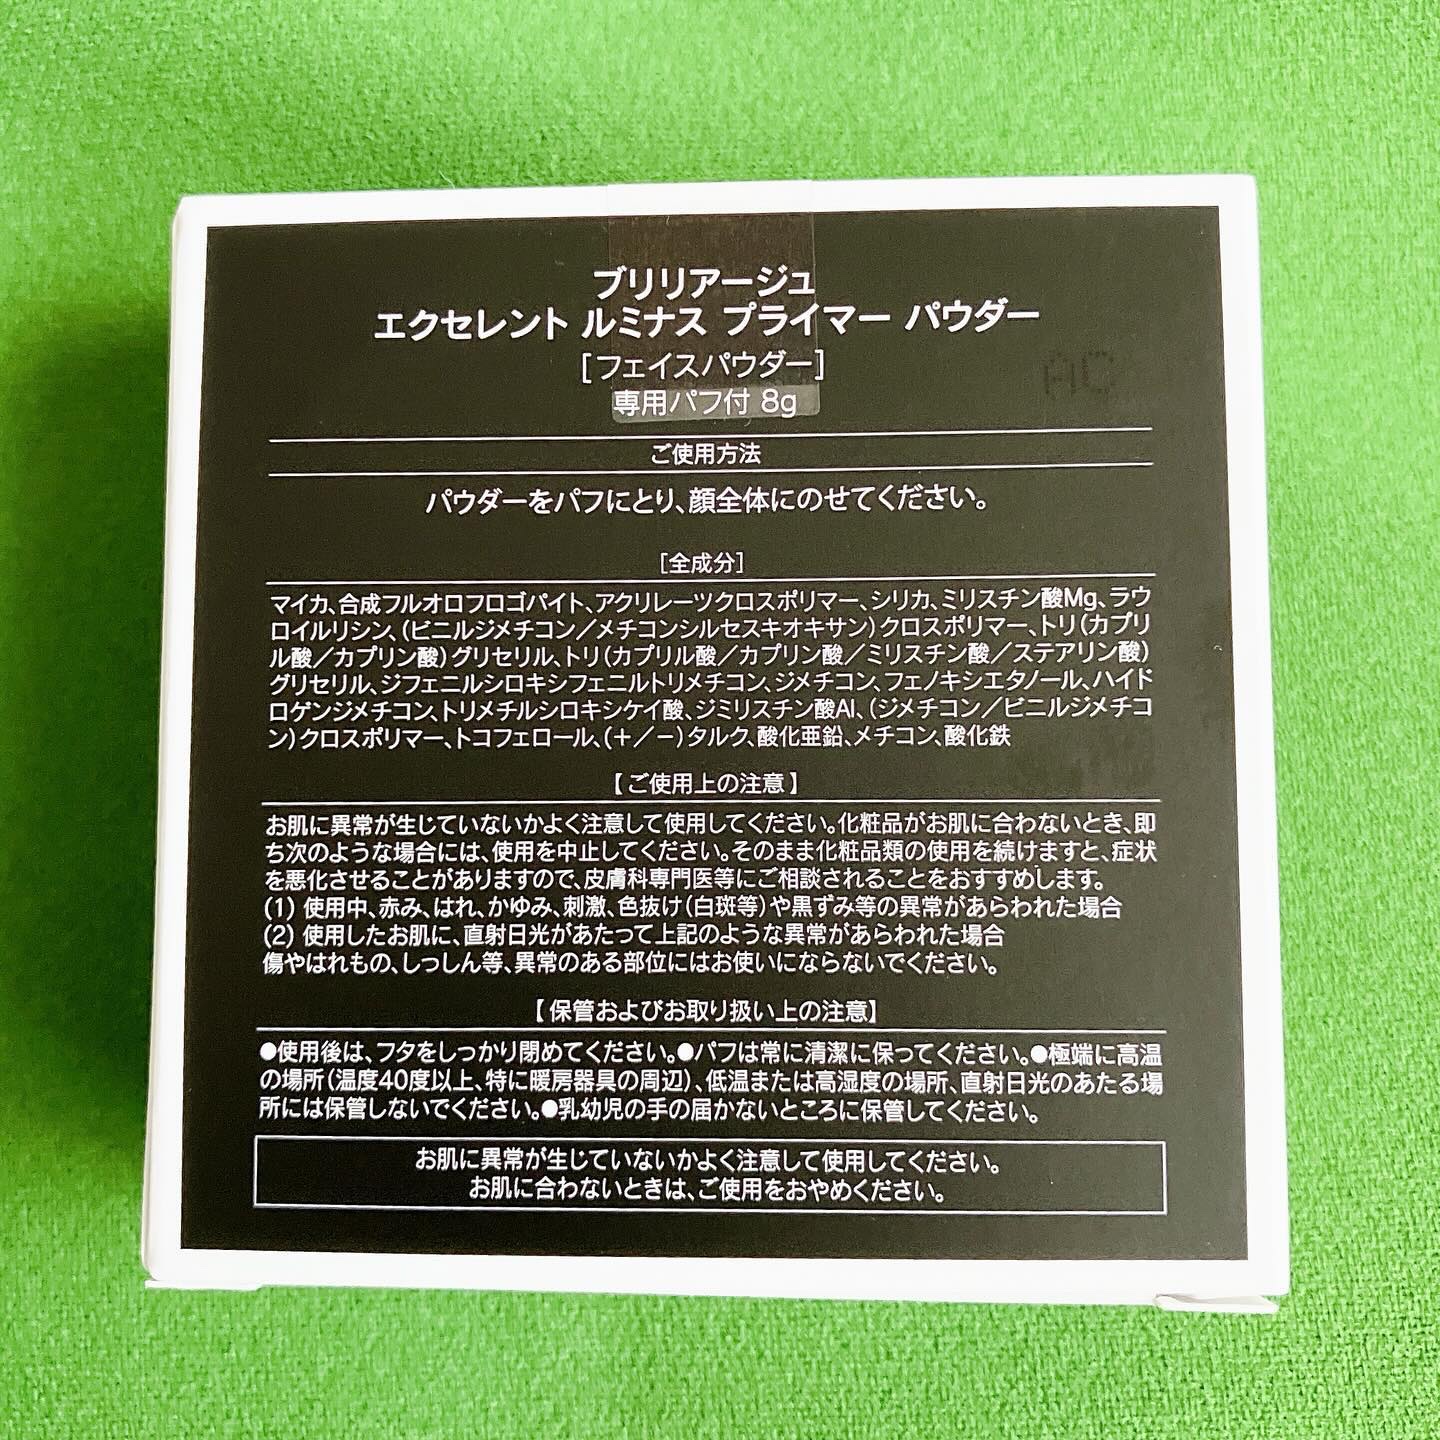 ブリリアージュ
エクセレント ルミナス プライマー パウダー
[フェイスパウダー]
専用パフ付 8g
AC
ご使用方法
パウダーをパフにとり、顔全体にのせてください。
[全成分]
マイカ、合成フルオロフロゴパイト、アクリレーツクロスポリマー、シリカ、ミリスチン酸Mg、ラウ
ロイルリシン、(ビニルジメチコン／メチコンシルセスキオキサン)クロスポリマー、トリ(カプリ
ル酸／カプリン酸)グリセリル、トリ(カプリル酸／カプリン酸／ミリスチン酸／ステアリン酸)
グリセリル、ジフェニルシロキシフェニルトリメチコン、ジメチコン、フェノキシエタノール、ハイド
ロゲンジメチコン、トリメチルシロキシケイ酸、ジミリスチン酸Al、(ジメチコン／ビニルジメチコ
ン)クロスポリマー、トコフェロール、(＋／－)タルク、酸化亜鉛、メチコン、酸化鉄
【ご使用上の注意】
お肌に異常が生じていないかよく注意して使用してください。化粧品がお肌に合わないとき、即
ち次のような場合には、使用を中止してください。そのまま化粧品類の使用を続けますと、症状
を悪化させることがありますので、皮膚科専門医等にご相談されることをおすすめします。
(1) 使用中、赤み、はれ、かゆみ、刺激、色抜け(白斑等)や黒ずみ等の異常があらわれた場合
(2) 使用したお肌に、直射日光があたって上記のような異常があらわれた場合
傷やはれもの、しっしん等、異常のある部位にはお使いにならないでください。
【保管およびお取り扱い上の注意】
●使用後は、フタをしっかり閉めてください。●パフは常に清潔に保ってください。●極端に高温
の場所(温度40度以上、特に暖房器具の周辺)、低温または高湿度の場所、直射日光のあたる場
所には保管しないでください。●乳幼児の手の届かないところに保管してください。
お肌に異常が生じていないかよく注意して使用してください。
お肌に合わないときは、ご使用をおやめください。